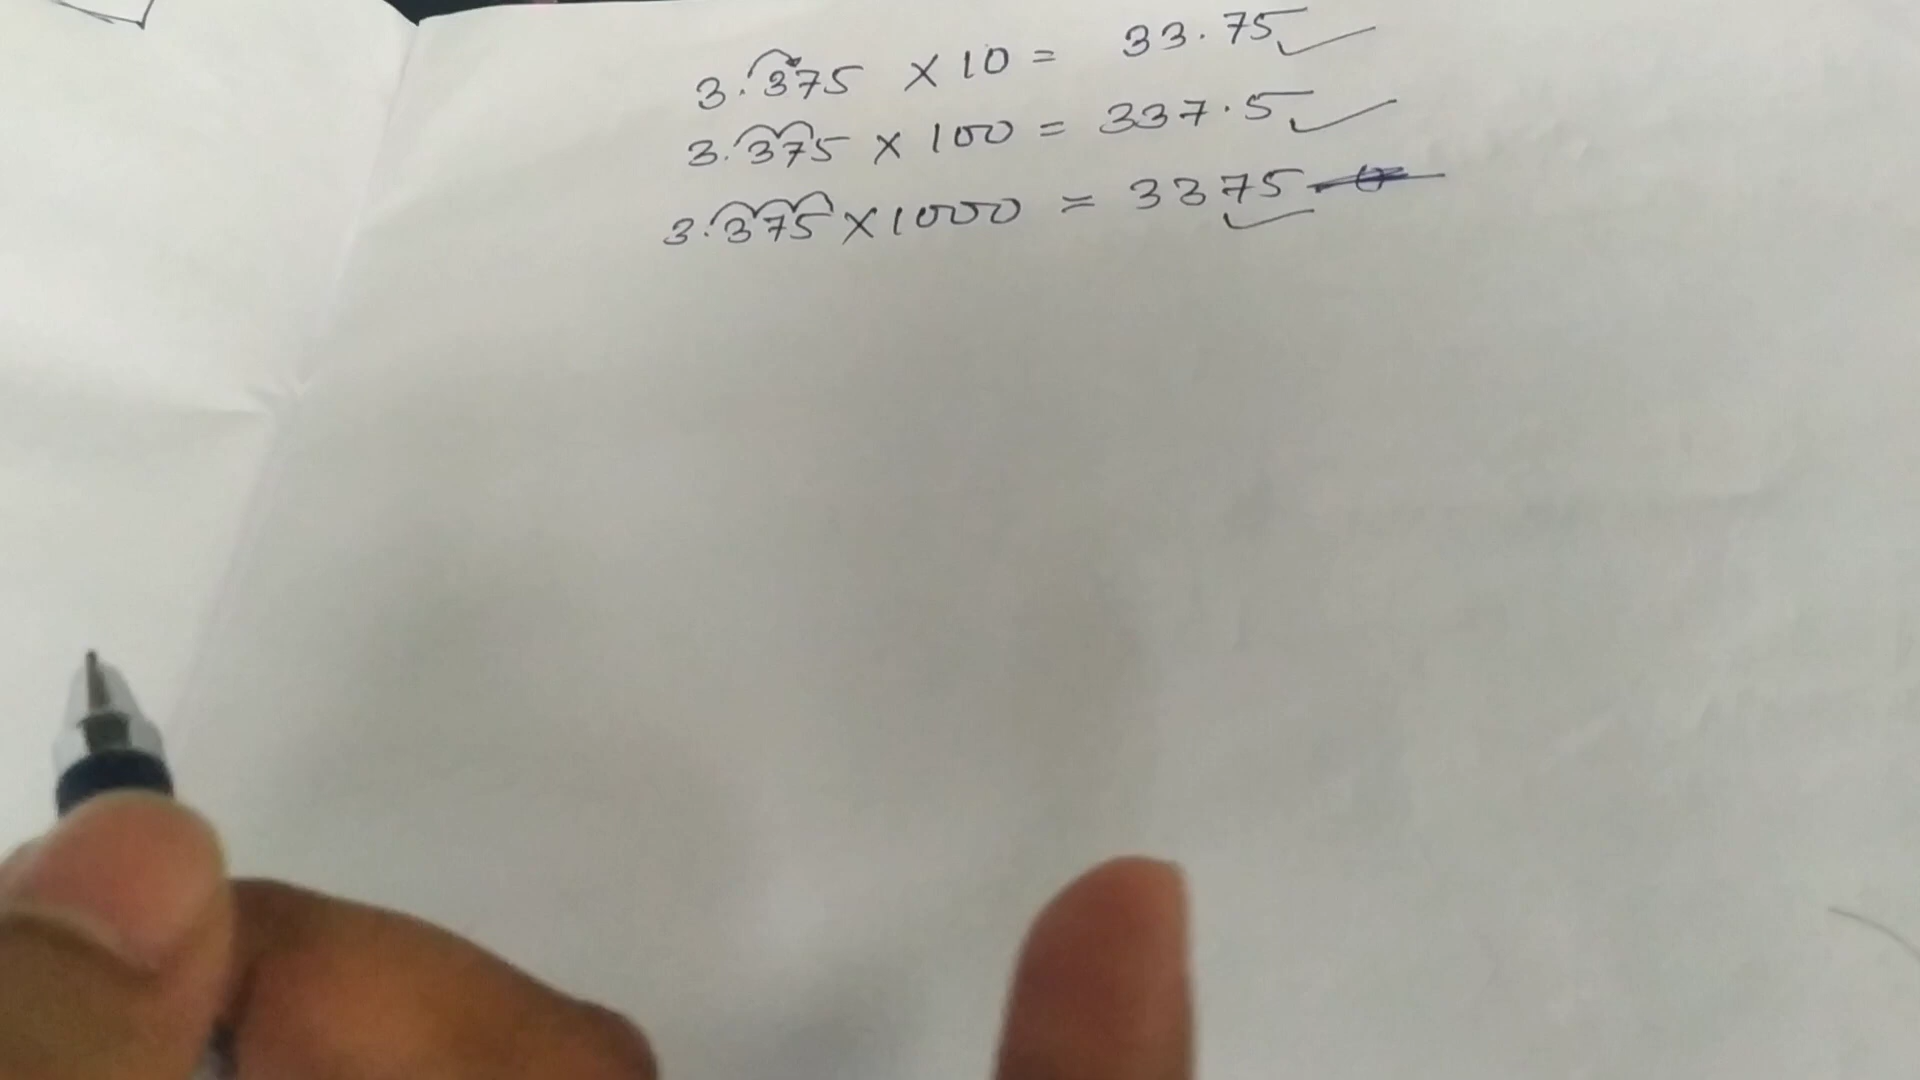 3.375 × 10 = 33.75
3.375 × 100 = 337.5
3.375 × 1000 = 3375